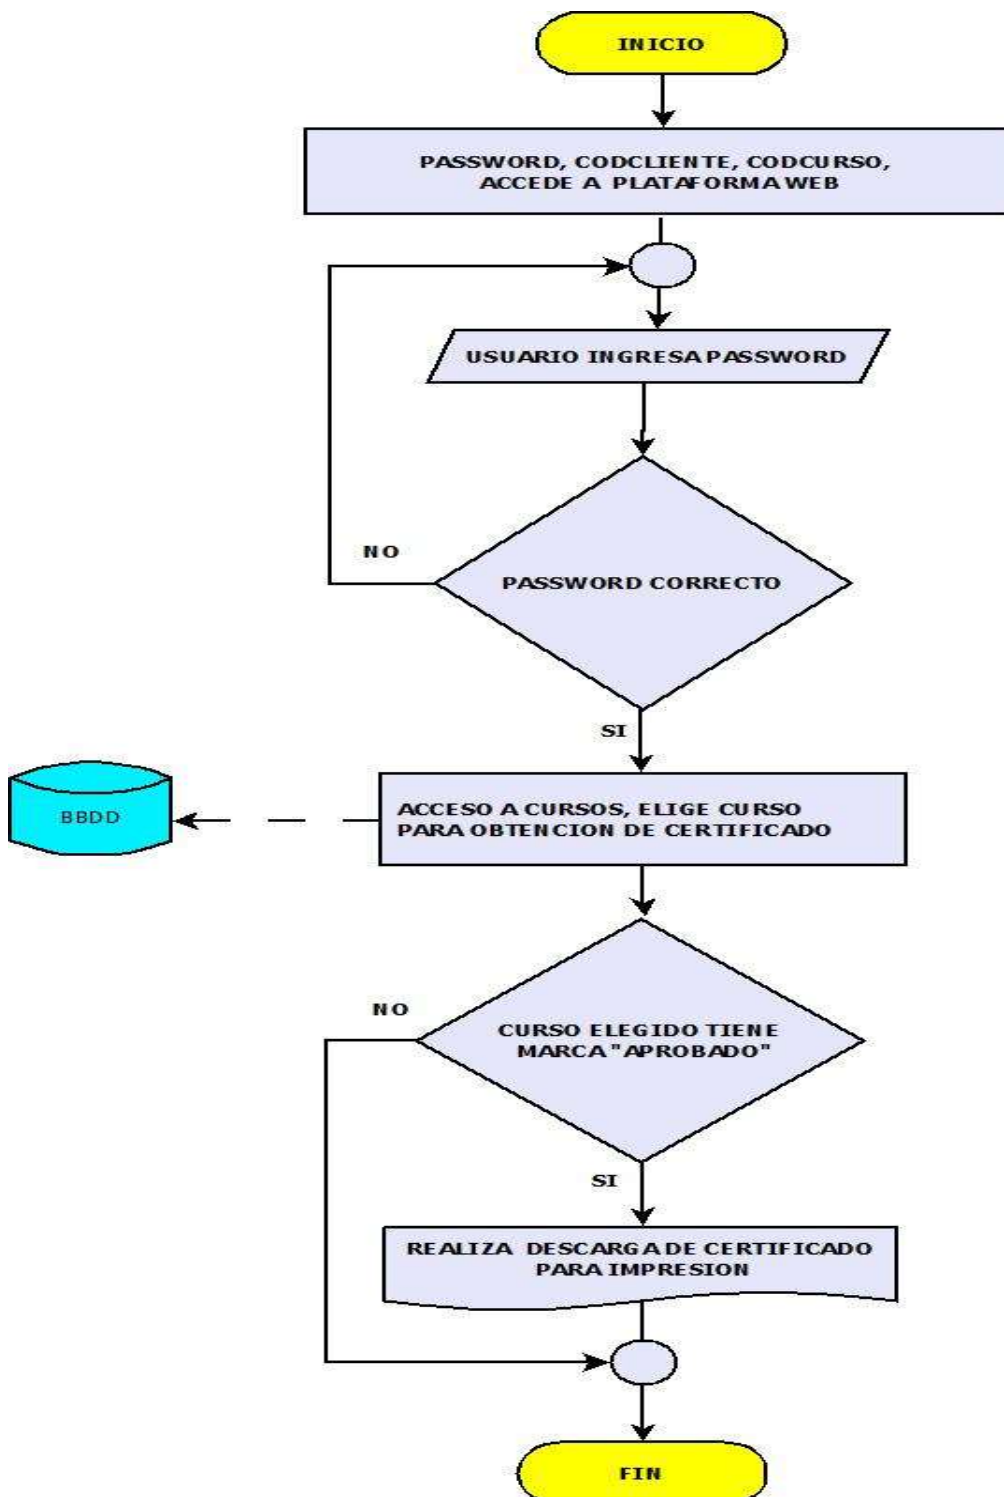 INICIO
PASSWORD, CODCLIENTE, CODCURSO,
ACCEDE A PLATAFORMA WEB
USUARIO INGRESA PASSWORD
NO
PASSWORD CORRECTO
SI
BBDD
ACCESO A CURSOS, ELIGE CURSO
PARA OBTENCION DE CERTIFICADO
NO
CURSO ELEGIDO TIENE
MARCA "APROBADO"
SI
REALIZA DESCARGA DE CERTIFICADO
PARA IMPRESION
FIN